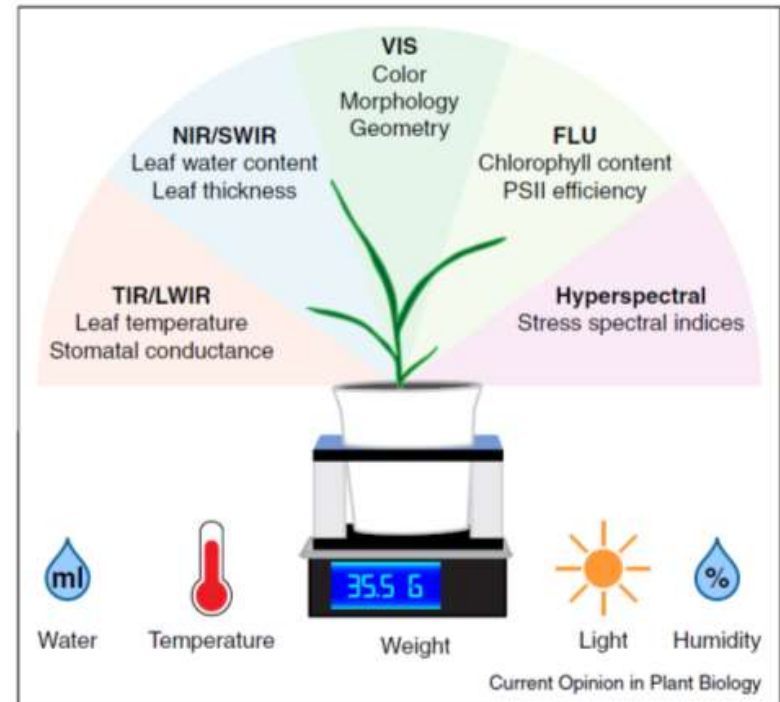 VIS
Color
Morphology
Geometry
NIR/SWIR
Leaf water content
Leaf thickness
FLU
Chlorophyll content
PSII efficiency
TIR/LWIR
Leaf temperature
Stomatal conductance
Hyperspectral
Stress spectral indices
35.5 G
ml
%
Water
Temperature
Weight
Light
Humidity
Current Opinion in Plant Biology